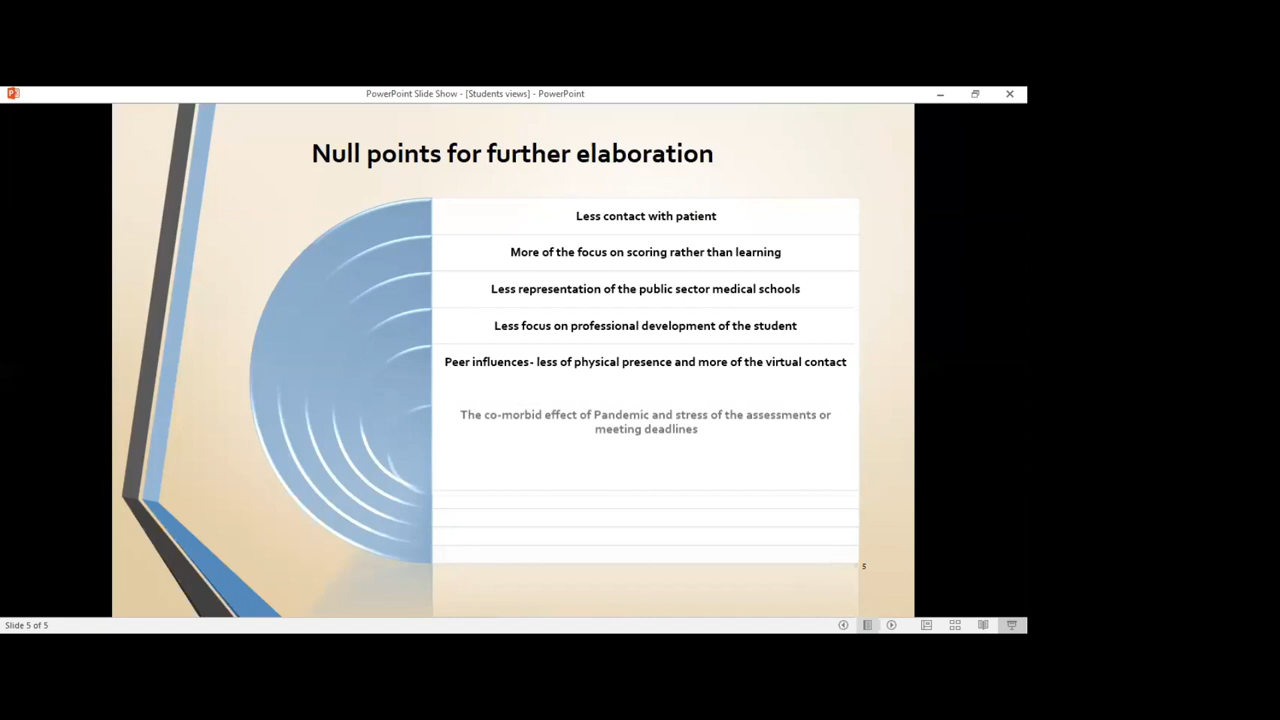 PowerPoint Slide Show - [Students views] - PowerPoint
Null points for further elaboration
Less contact with patient
More of the focus on scoring rather than learning
Less representation of the public sector medical schools
Less focus on professional development of the student
Peer influences- less of physical presence and more of the virtual contact
The co-morbid effect of Pandemic and stress of the assessments or
meeting deadlines
5
Slide 5 of 5